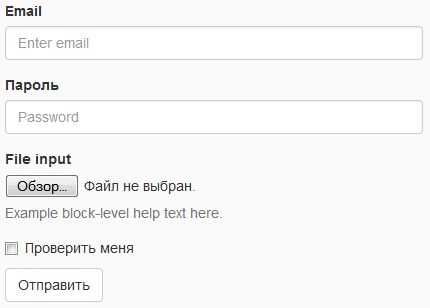 Email
Enter email
Пароль
Password
File input
Обзор... Файл не выбран.
Example block-level help text here.
Проверить меня
Отправить